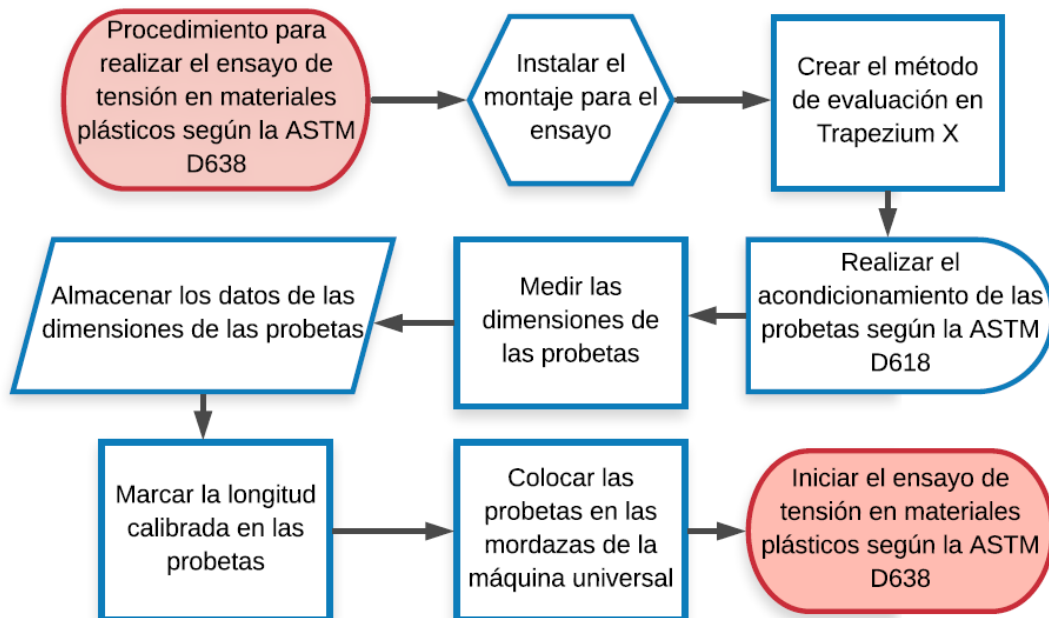 Procedimiento para
realizar el ensayo de
tensión en materiales
plásticos según la ASTM
D638
Instalar el
montaje para el
ensayo
Crear el método
de evaluación en
Trapezium X
Realizar el
acondicionamiento de las
probetas según la ASTM
D618
Medir las
dimensiones de
las probetas
Almacenar los datos de las
dimensiones de las probetas
Marcar la longitud
calibrada en las
probetas
Colocar las
probetas en las
mordazas de la
máquina universal
Iniciar el ensayo de
tensión en materiales
plásticos según la ASTM
D638